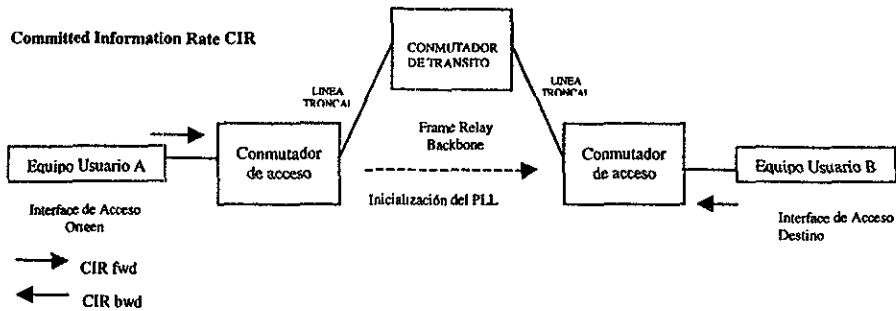 Committed Information Rate CIR
CONMUTADOR
DE TRANSITO
LINEA
TRONCAL
LINEA
TRONCAL
Frame Relay
Backbone
Equipo Usuario A
Conmutador
de acceso
Conmutador
de acceso
Equipo Usuario B
Inicialización del PLL
Interface de Acceso
Interface de Acceso
Destino
CIR fwd
CIR bwd